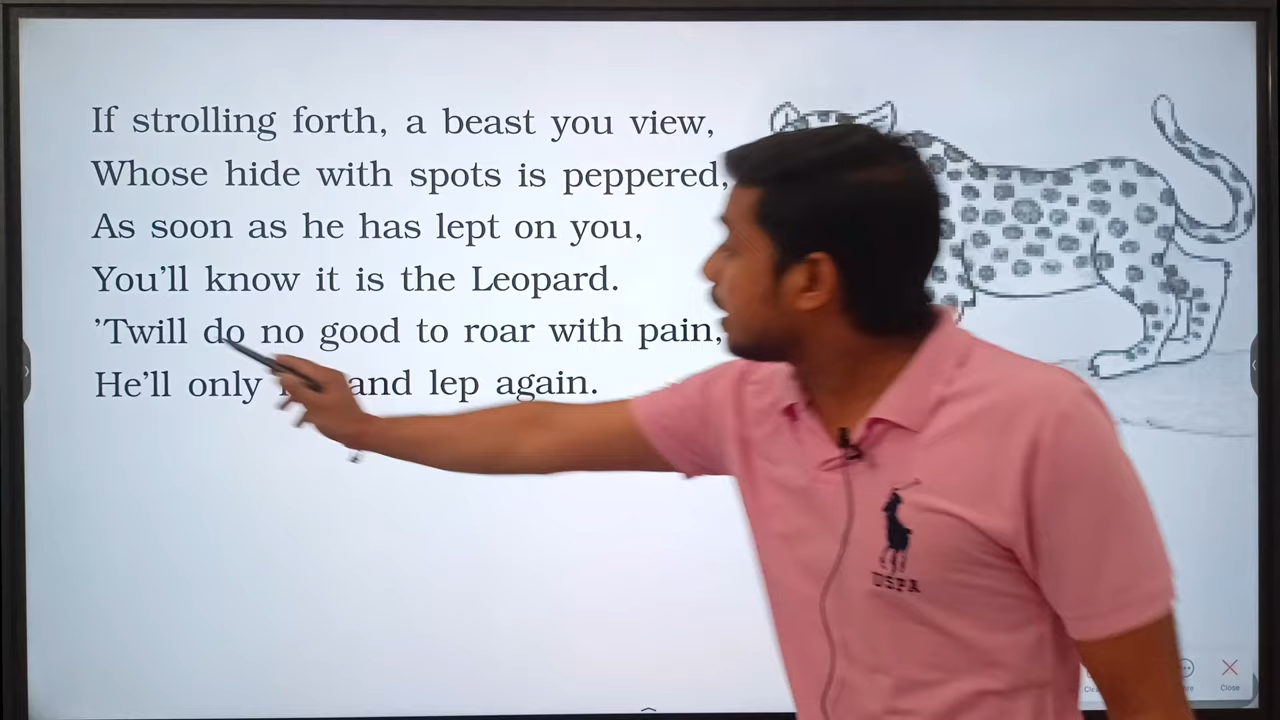 If strolling forth, a beast you view,
Whose hide with spots is peppered,
As soon as he has lept on you,
You'll know it is the Leopard.
'Twill do no good to roar with pain,
He'll only and lep again.
USPA
Close